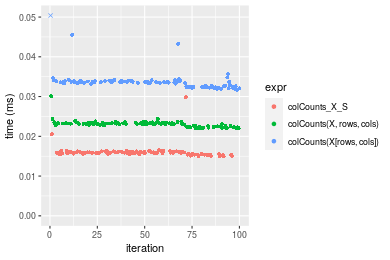 0.05
0.04
0.03
0.02
0.01
0.00
time (ms)
0
25
50
75
100
iteration
expr
colCounts_X_S
colCounts(X, rows, cols)
colCounts(X[rows, cols])